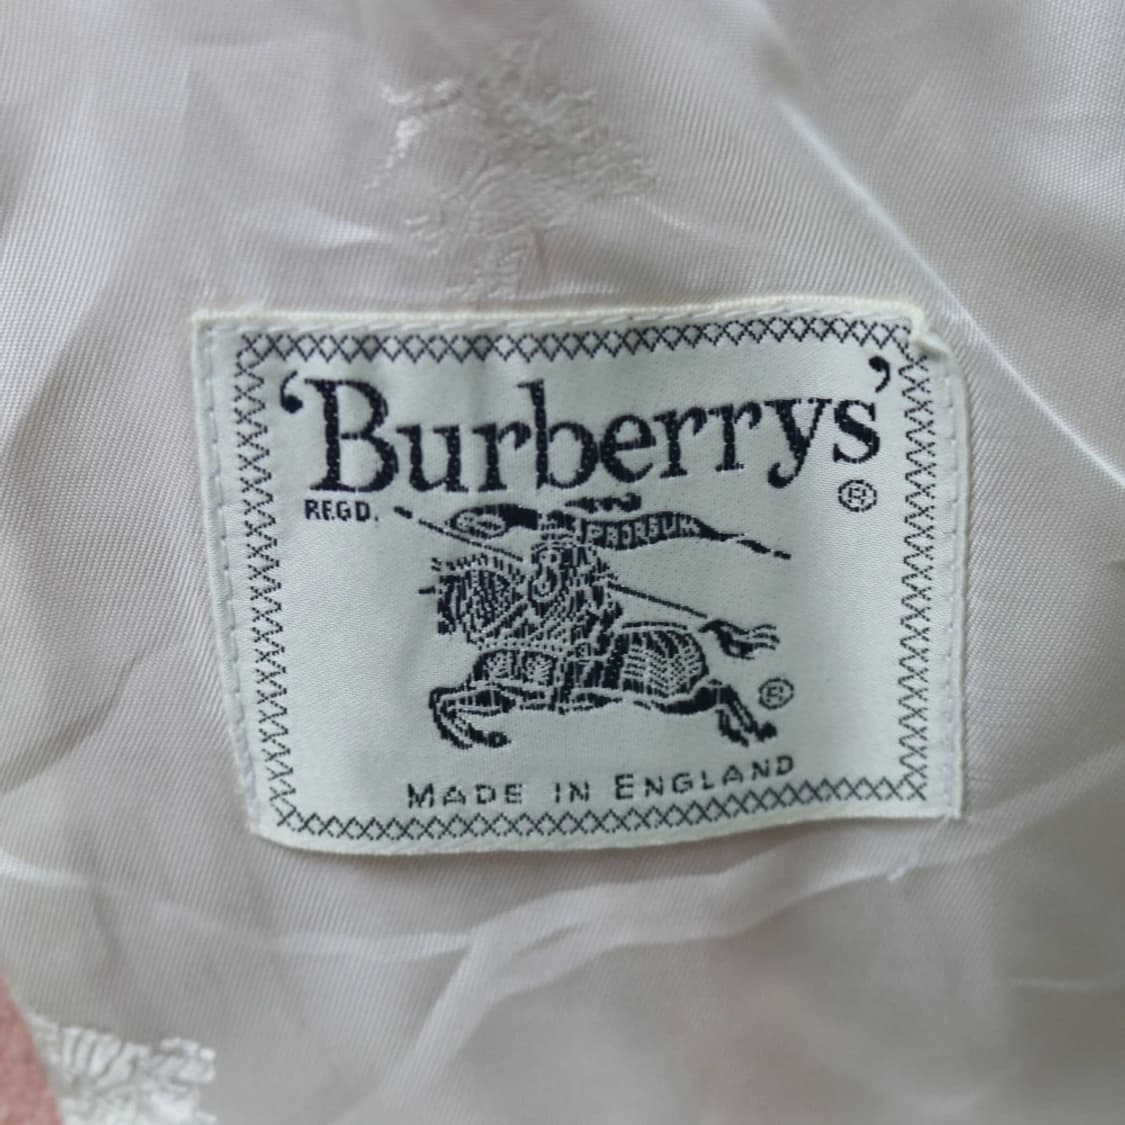 ‘Burberrys’
REGD. ®
PRORSUM
®
MADE IN ENGLAND